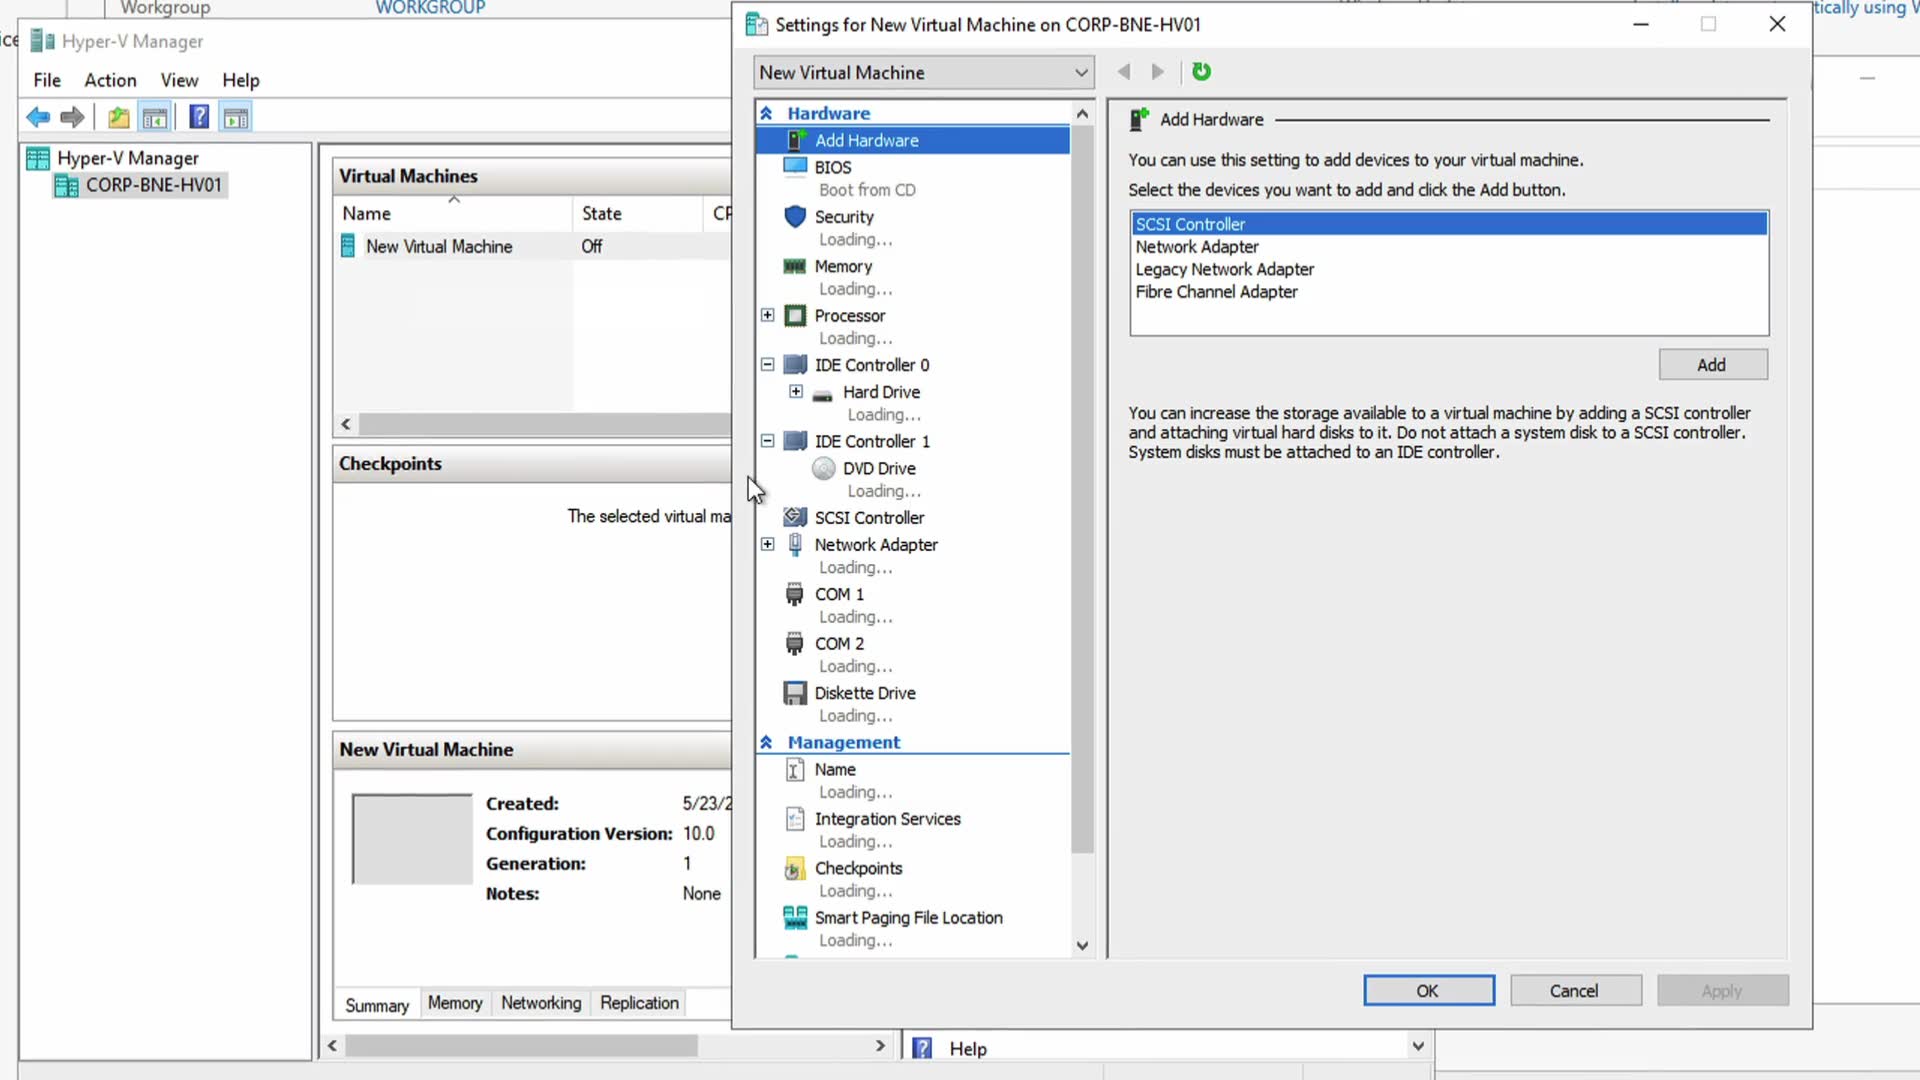 Workgroup
WORKGROUP
Hyper-V Manager
File
Action
View
Help
Hyper-V Manager
CORP-BNE-HV01
Virtual Machines
Name
State
New Virtual Machine
Off
Checkpoints
The selected virtual
New Virtual Machine
Created:
5/23/2
Configuration Version: 10.0
Generation: 1
Notes: None
Summary
Memory
Networking
Replication
Settings for New Virtual Machine on CORP-BNE-HV01
New Virtual Machine
Hardware
Add Hardware
BIOS
Boot from CD
Security
Loading...
Memory
Loading...
Processor
Loading...
IDE Controller 0
Hard Drive
Loading...
IDE Controller 1
DVD Drive
Loading...
SCSI Controller
Network Adapter
Loading...
COM 1
Loading...
COM 2
Loading...
Diskette Drive
Loading...
Management
Name
Loading...
Integration Services
Loading...
Checkpoints
Loading...
Smart Paging File Location
Loading...
Add Hardware
You can use this setting to add devices to your virtual machine.
Select the devices you want to add and click the Add button.
SCSI Controller
Network Adapter
Legacy Network Adapter
Fibre Channel Adapter
Add
You can increase the storage available to a virtual machine by adding a SCSI controller
and attaching virtual hard disks to it. Do not attach a system disk to a SCSI controller.
System disks must be attached to an IDE controller.
OK
Cancel
Apply
Help
using